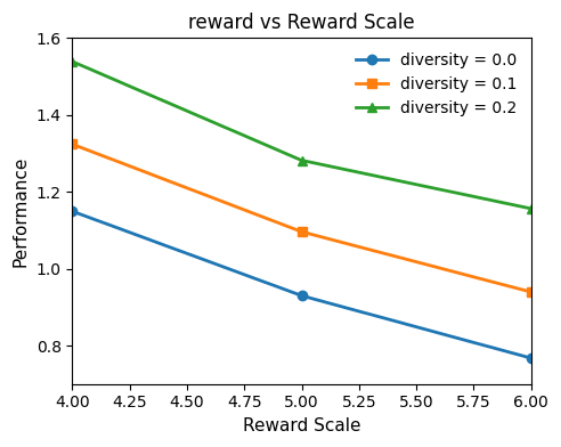 reward vs Reward Scale
diversity = 0.0
diversity = 0.1
diversity = 0.2
Performance
1.6
1.4
1.2
1.0
0.8
4.00 4.25 4.50 4.75 5.00 5.25 5.50 5.75 6.00
Reward Scale